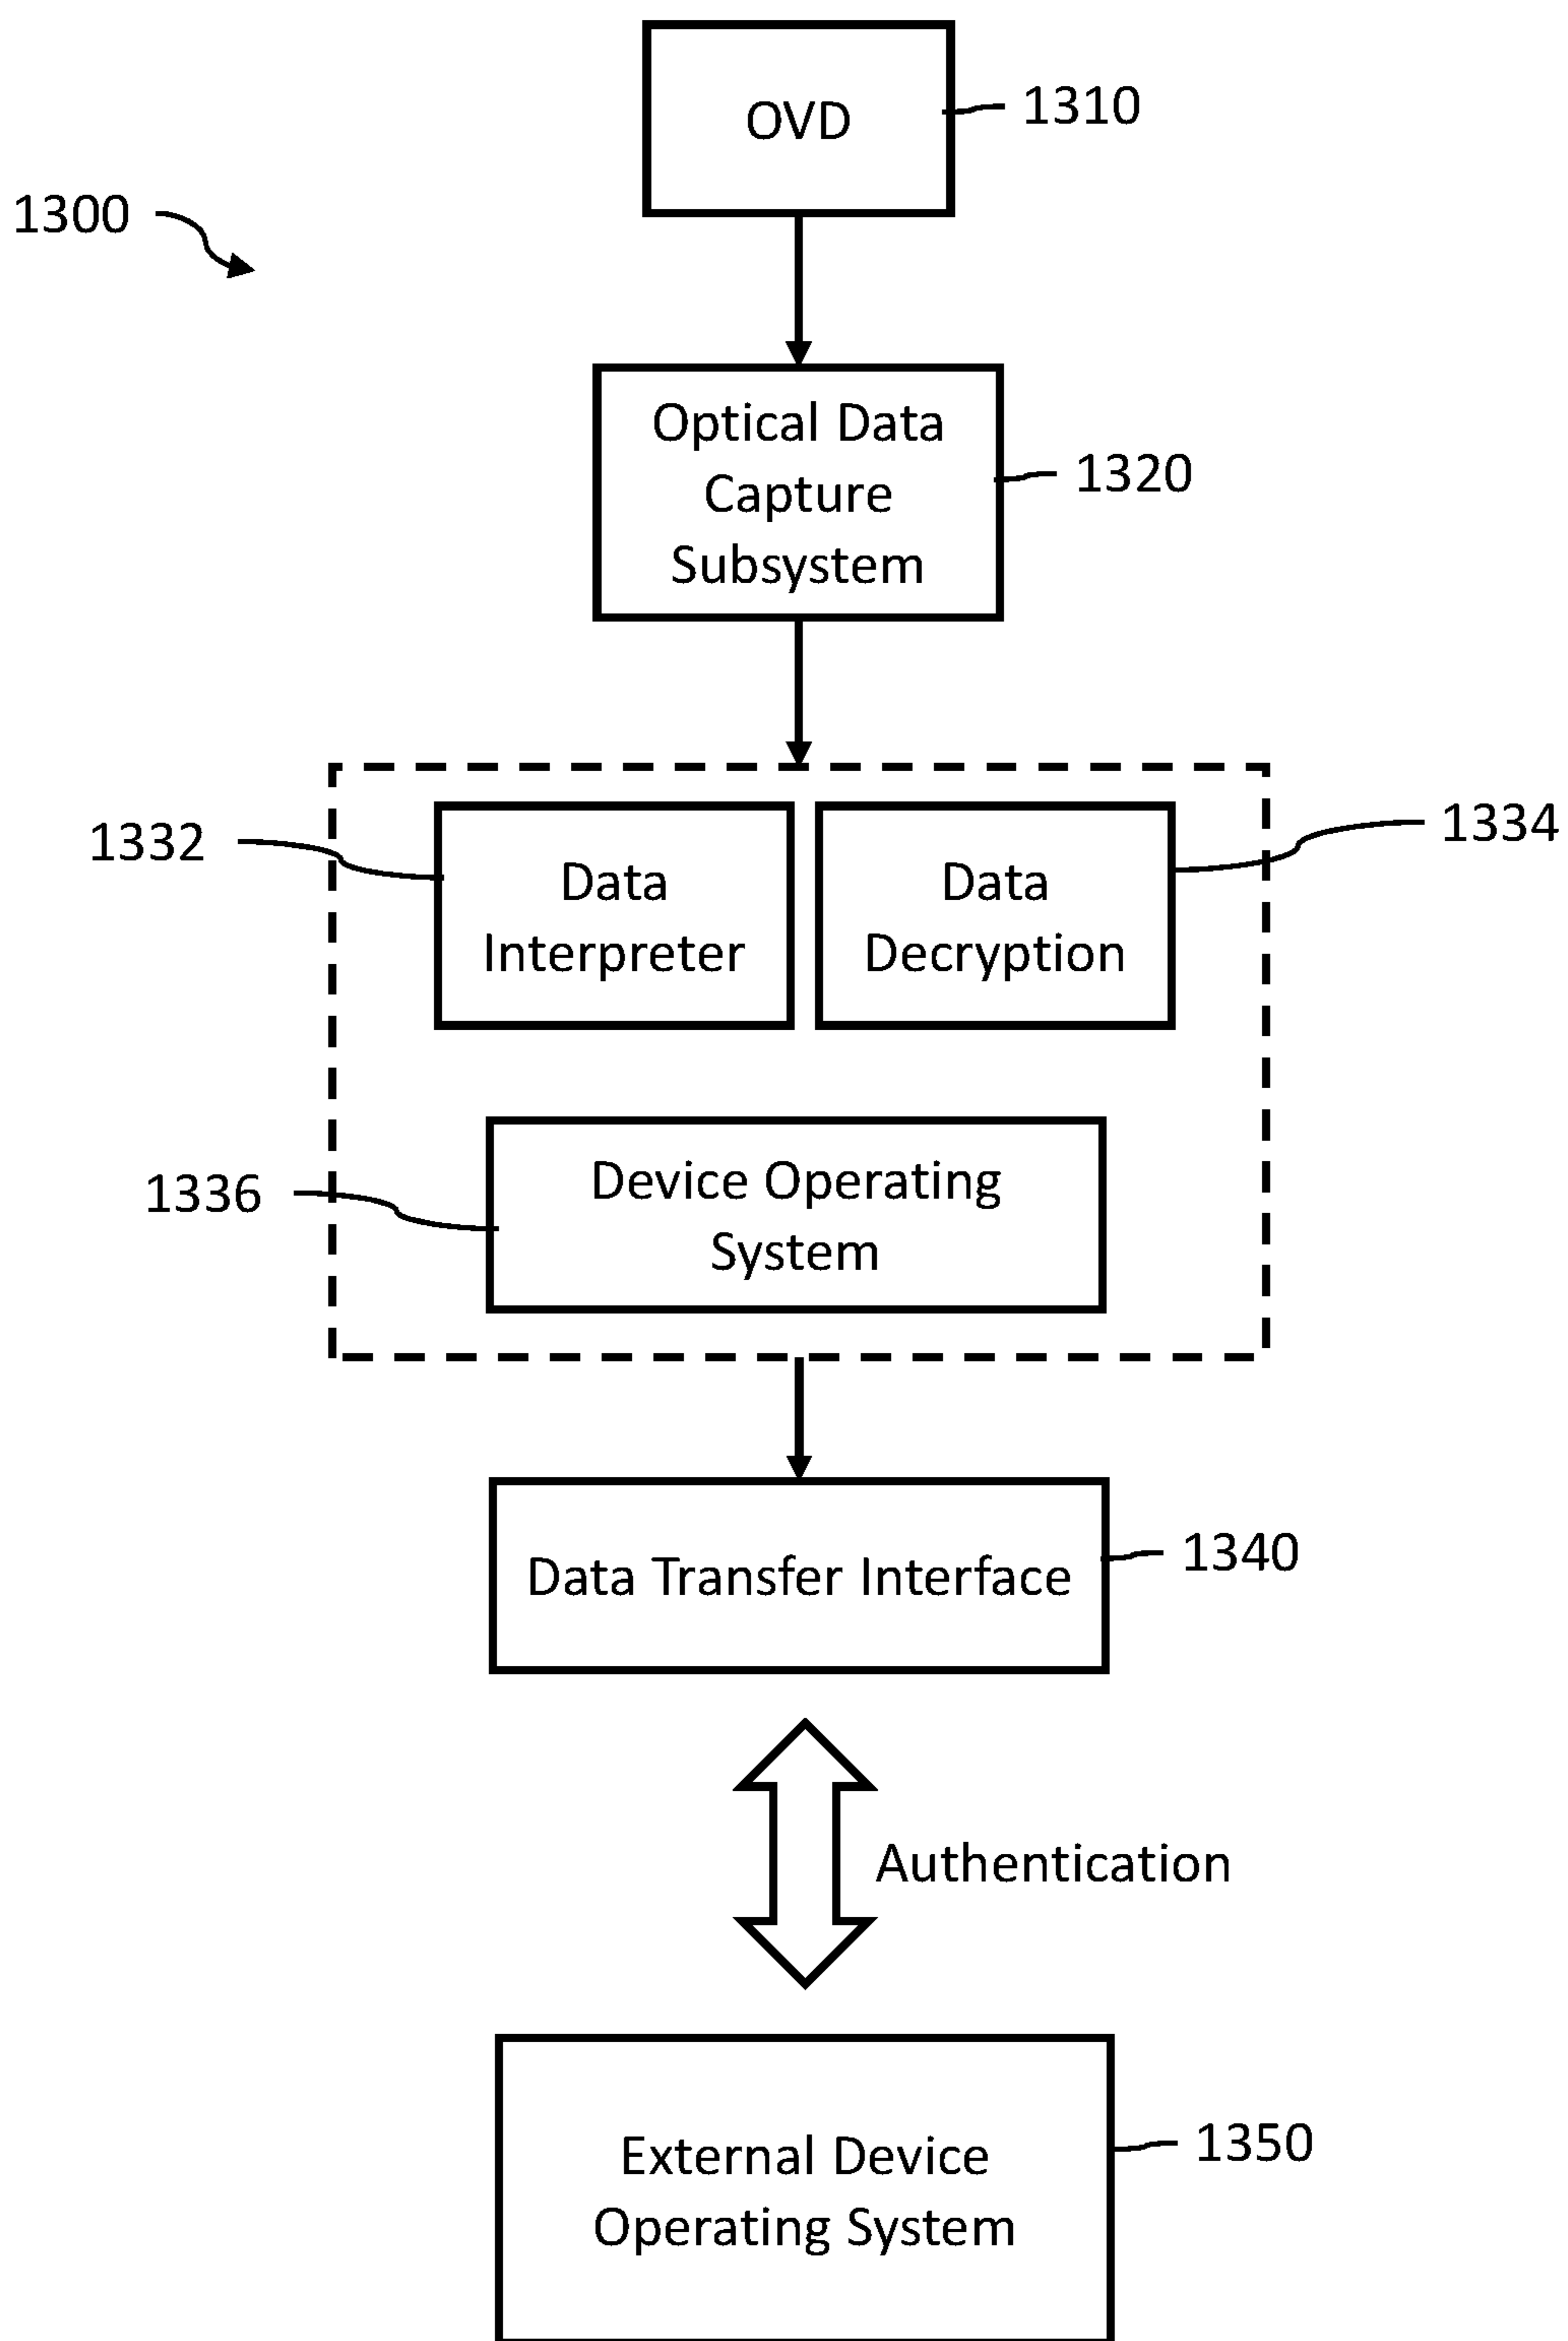 OVD
1310
1300
Optical Data
Capture
Subsystem
1320
1332
Data
Interpreter
Data
Decryption
1334
1336
Device Operating
System
Data Transfer Interface
1340
Authentication
External Device
Operating System
1350